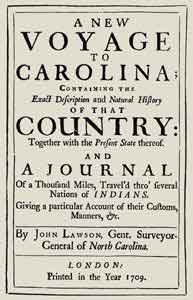 A NEW
VOYAGE
TO
CAROLINA;
CONTAINING THE
Exact Description and Natural History
OF THAT
COUNTRY:
Together with the Present State thereof.
AND
A JOURNAL
Of a Thousand Miles, Travel'd thro' several
Nations of INDIANS.
Giving a particular Account of their Customs,
Manners, &c.
By JOHN LAWSON, Gent. Surveyor-
General of North Carolina.
LONDON:
Printed in the Year 1709.